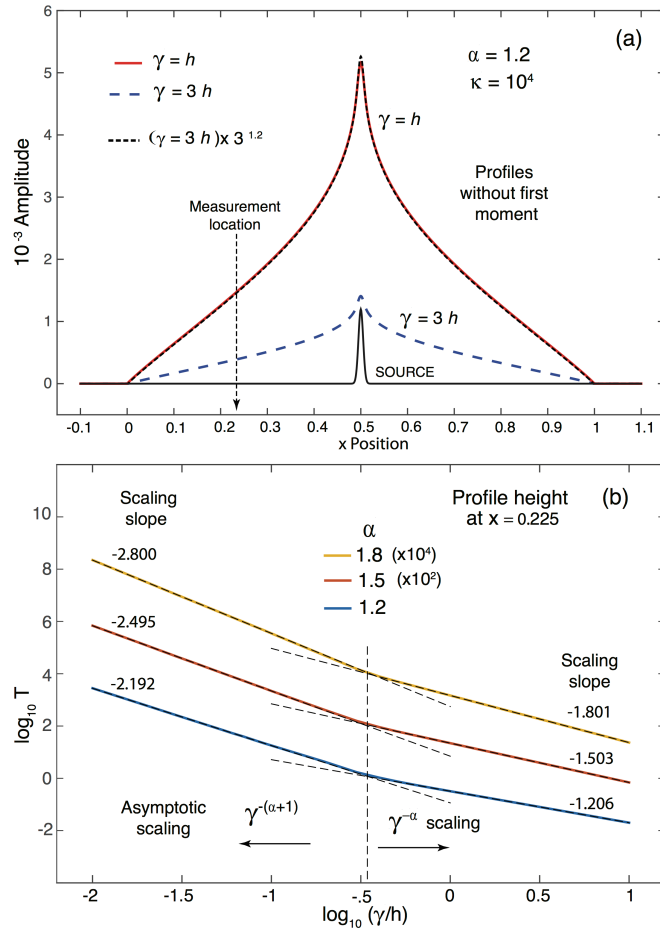 6
5
4
3
2
1
0
10⁻³ Amplitude
γ = h
γ = 3 h
(γ = 3 h) x 3 ^1.2
(a)
α = 1.2
κ = 10⁴
γ = h
Measurement
location
Profiles
without first
moment
γ = 3 h
SOURCE
-0.1 0 0.1 0.2 0.3 0.4 0.5 0.6 0.7 0.8 0.9 1 1.1
x Position
10
8
6
4
2
0
-2
log₁₀ T
Scaling
slope
Profile height
at x = 0.225
(b)
α
1.8 (x10⁴)
1.5 (x10²)
1.2
-2.800
-2.495
-2.192
Scaling
slope
-1.801
-1.503
-1.206
Asymptotic
scaling
γ^-(α+1)
γ^-α scaling
-2 -1.5 -1 -.5 0 0.5 1
log₁₀ (γ/h)